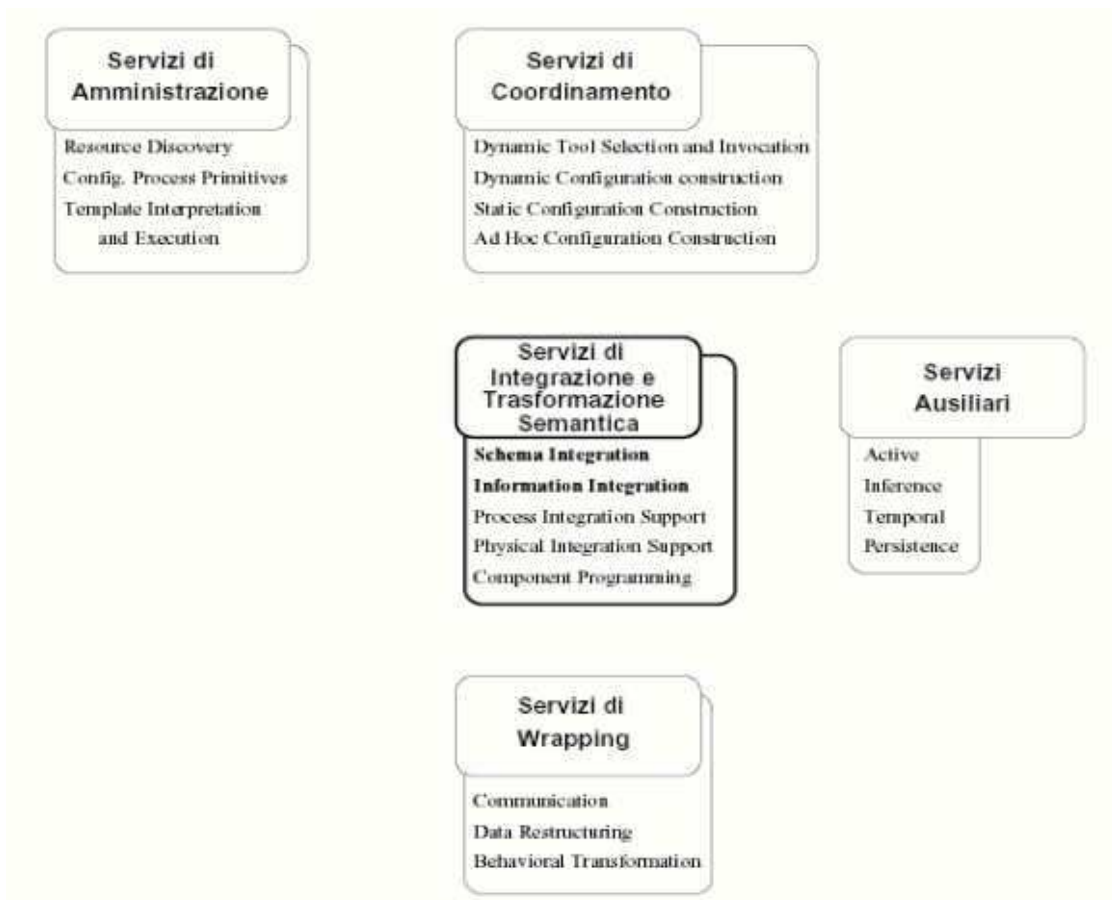 Servizi di
Amministrazione
Resource Discovery
Config. Process Primitives
Template Interpretation
and Execution
Servizi di
Coordinamento
Dynamic Tool Selection and Invocation
Dynamic Configuration construction
Static Configuration Construction
Ad Hoc Configuration Construction
Servizi di
Integrazione e
Trasformazione
Semantica
Schema Integration
Information Integration
Process Integration Support
Physical Integration Support
Component Programming
Servizi
Ausiliari
Active
Inference
Temporal
Persistence
Servizi di
Wrapping
Communication
Data Restructuring
Behavioral Transformation